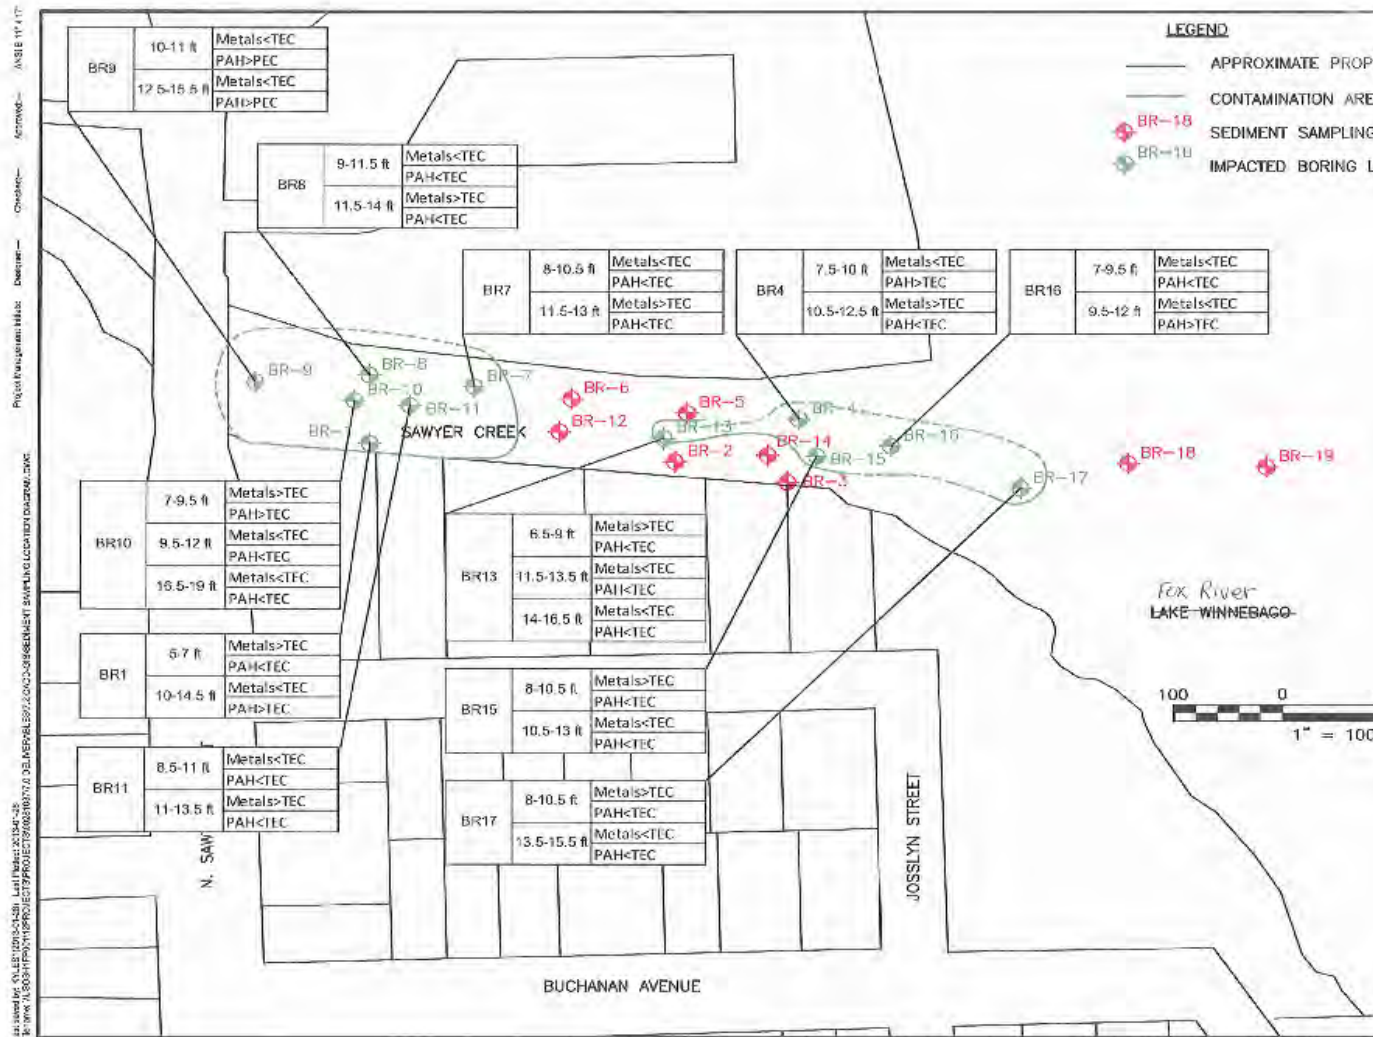 LEGEND
APPROXIMATE PROP
CONTAMINATION ARE
BR-18
SEDIMENT SAMPLING
IMPACTED BORING L
BR9
10-11 ft
Metals<TEC
PAH>PEC
12.5-15.5 ft
Metals<TEC
PAH>PEC
BR8
9-11.5 ft
Metals<TEC
PAH<TEC
11.5-14 ft
Metals>TEC
PAH<TEC
BR7
8-10.5 ft
Metals<TEC
PAH<TEC
11.5-13 ft
Metals>TEC
PAH<TEC
BR4
7.5-10 ft
Metals<TEC
PAH>TEC
10.5-12.5 ft
Metals>TEC
PAH<TEC
BR16
7-9.5 ft
Metals<TEC
PAH<TEC
9.5-12 ft
Metals<TEC
PAH>TEC
BR-9
BR-8
BR-10
BR-7
BR-11
SAWYER CREEK
BR-6
BR-12
BR-5
BR-13
BR-2
BR-14
BR-3
BR-4
BR-15
BR-16
BR-17
BR-18
BR-19
BR10
7-9.5 ft
Metals>TEC
PAH>TEC
9.5-12 ft
Metals<TEC
PAH<TEC
16.5-19 ft
Metals<TEC
PAH<TEC
BR13
6.5-9 ft
Metals>TEC
PAH<TEC
11.5-13.5 ft
Metals<TEC
PAH<TEC
14-16.5 ft
Metals<TEC
PAH<TEC
Fox River
LAKE WINNEBAGO
BR1
5-7 ft
Metals>TEC
PAH<TEC
10-14.5 ft
Metals<TEC
PAH>TEC
BR15
8-10.5 ft
Metals>TEC
PAH<TEC
10.5-13 ft
Metals<TEC
PAH<TEC
100
0
1" = 100
BR11
8.5-11 ft
Metals<TEC
PAH<TEC
11-13.5 ft
Metals>TEC
PAH<TEC
BR17
8-10.5 ft
Metals>TEC
PAH<TEC
13.5-15.5 ft
Metals<TEC
PAH<TEC
N. SAW
JOSSLYN STREET
BUCHANAN AVENUE